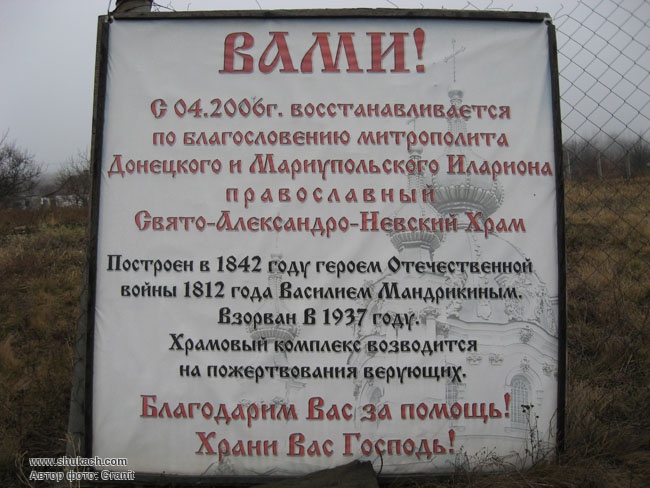 ВАМИ!
С 04.2006г. восстанавливается
по благословению митрополита
Донецкого и Мариупольского Илариона
православный
Свято-Александро-Невский Храм
Построен в 1842 году героем Отечественной
войны 1812 года Василием Мандрикиным.
Взорван В 1937 году.
Храмовый комплекс возводится
на пожертвования верующих.
Благодарим Вас за помощь!
Храни Вас Господь!
www.shukach.com
Автор фото: Granit